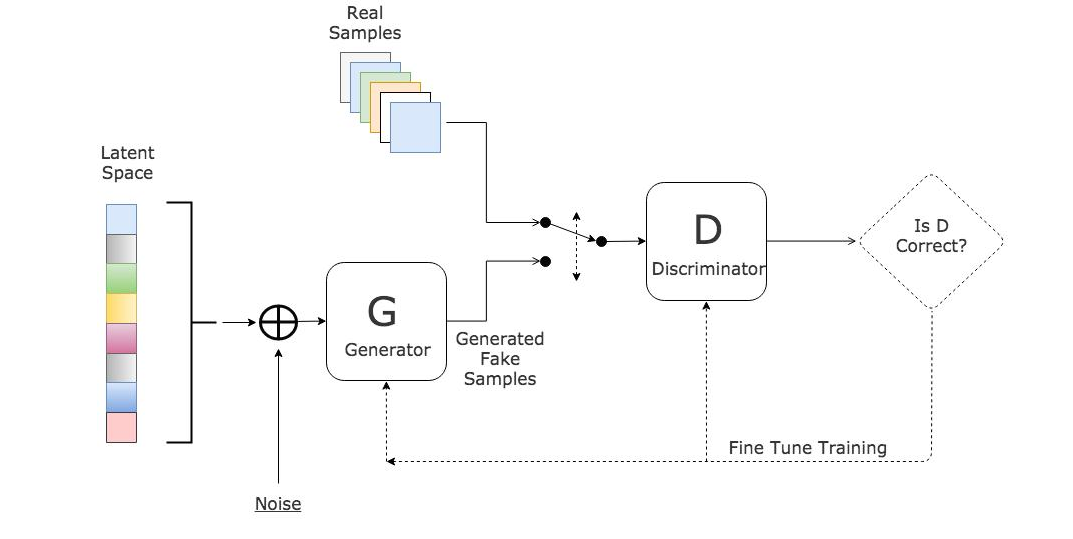 Real
Samples
Latent
Space
G
Generator
Generated
Fake
Samples
D
Discriminator
Is D
Correct?
Fine Tune Training
Noise